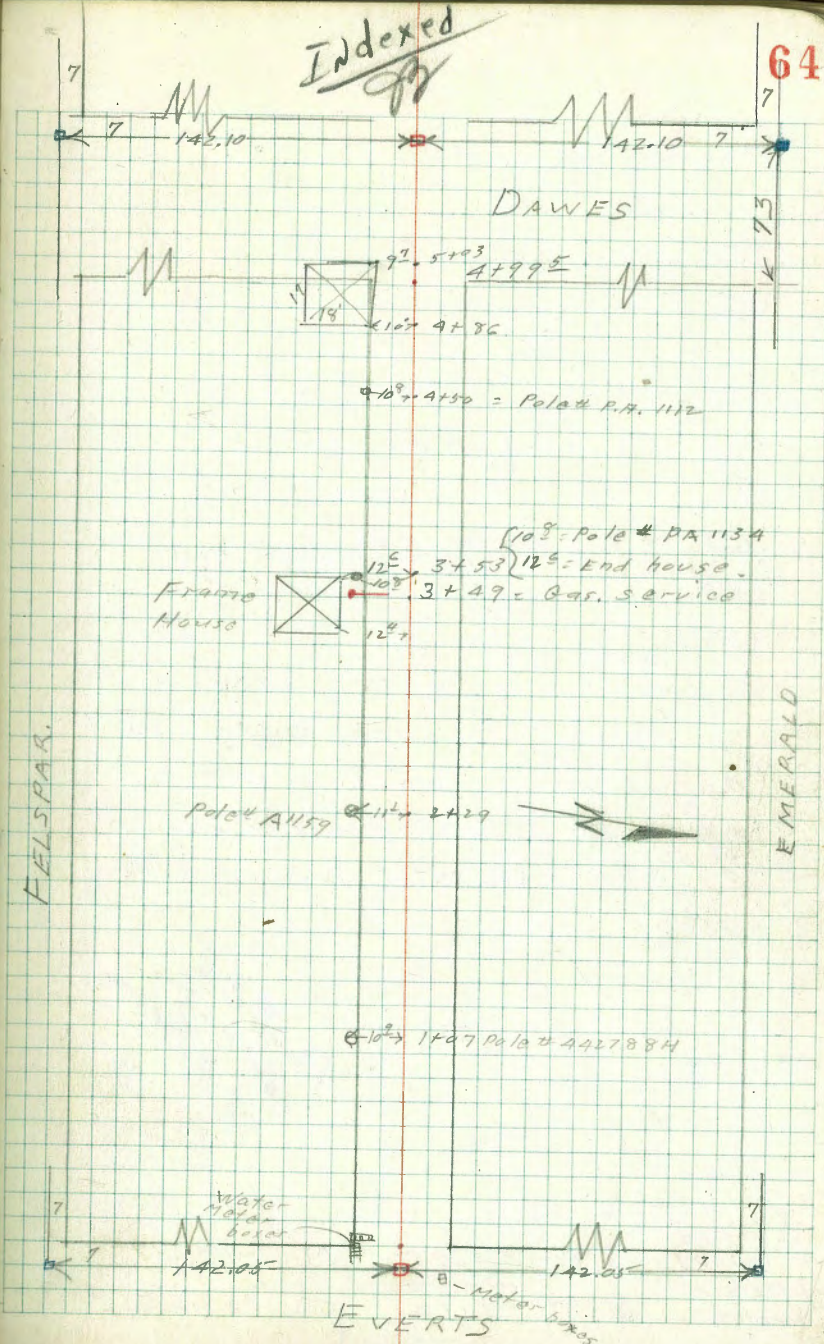 Indexed
64
7
7
7 142.10 142.10 7
DAWES
K 73
9⁷ 5+03
4+99⁵
17
18'
10⁰ 4+86
10⁸ 4+50 = Pole # P.A. 1112
10⁸ = Pole # PA 1134
12⁶ 3+53 12⁶ = End house.
10⁸ 3+49 = Gas. service
Frame
House
12⁴
FELSPAR.
EMERALD
Pole # A1159 11² 2+29
10⁹ 1+07 Pole # 442788H
Water
Meter
boxes
7
7
7 142.05 142.05 7
Meter boxes
EVERTS